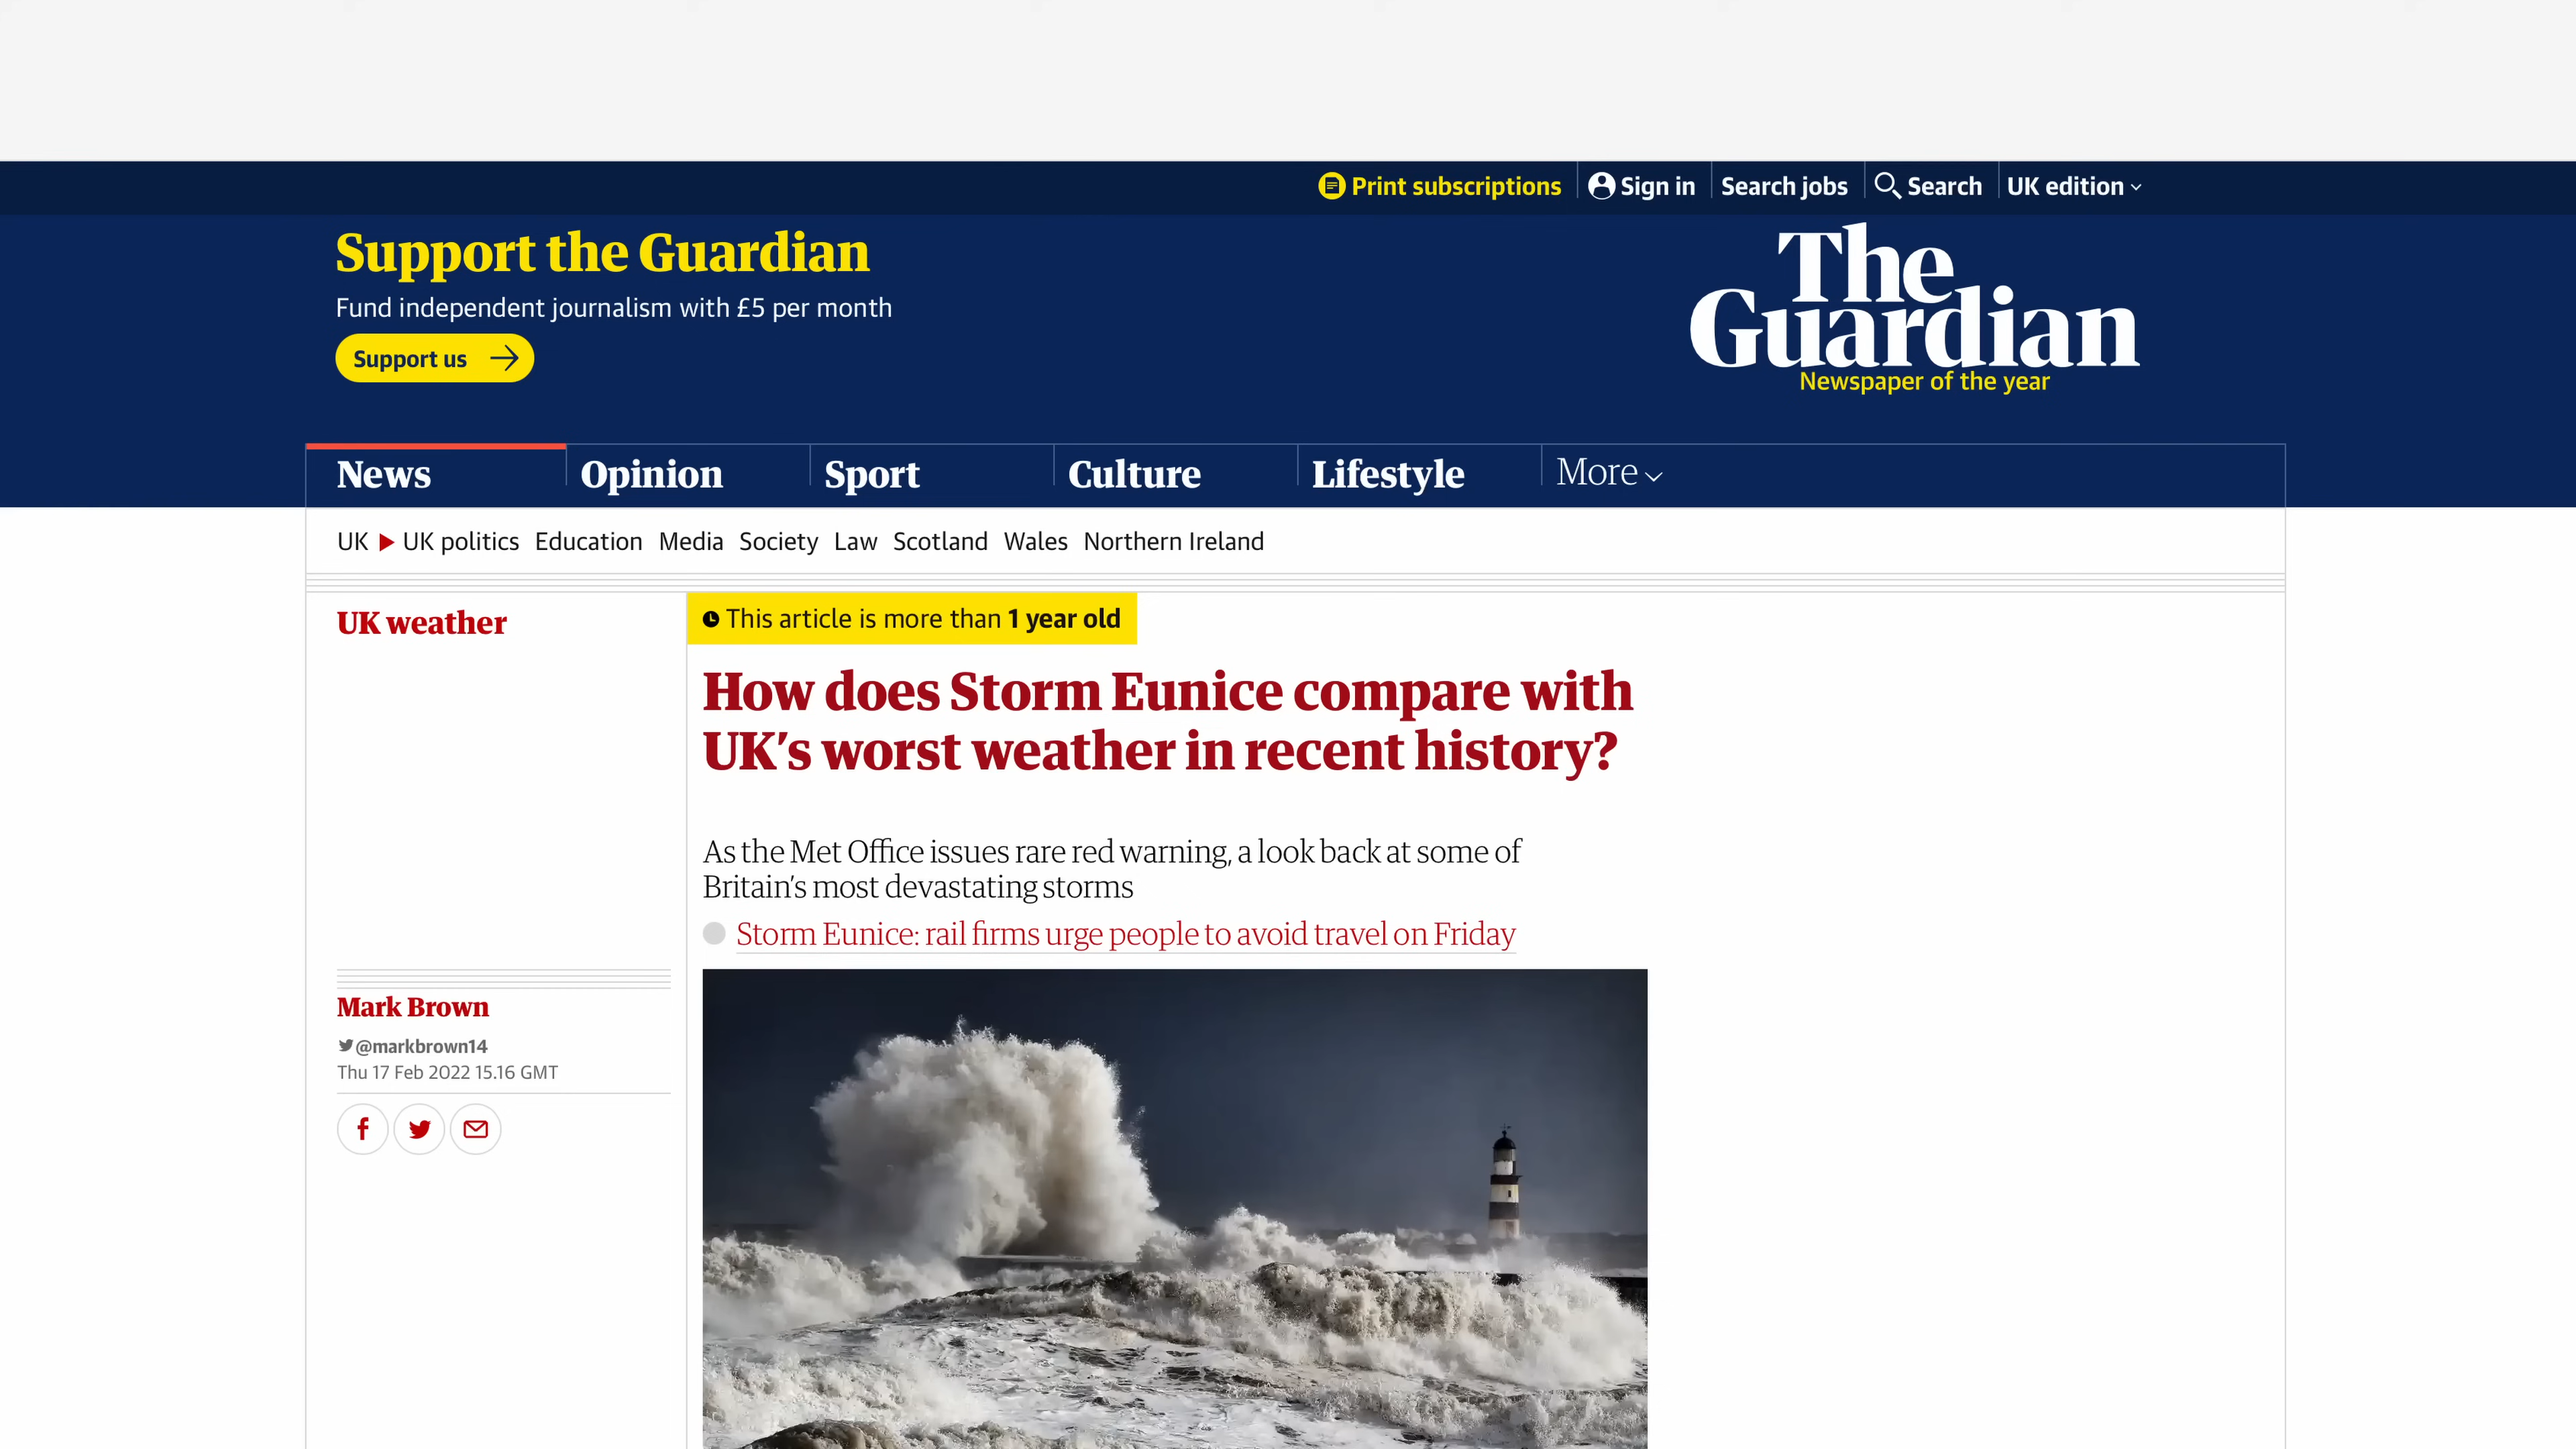 Print subscriptions
Sign in
Search jobs
Search
UK edition
Support the Guardian
Fund independent journalism with £5 per month
Support us
The
Guardian
Newspaper of the year
News
Opinion
Sport
Culture
Lifestyle
More
UK
UK politics
Education
Media
Society
Law
Scotland
Wales
Northern Ireland
UK weather
This article is more than 1 year old
How does Storm Eunice compare with
UK’s worst weather in recent history?
As the Met Office issues rare red warning, a look back at some of
Britain’s most devastating storms
Storm Eunice: rail firms urge people to avoid travel on Friday
Mark Brown
@markbrown14
Thu 17 Feb 2022 15.16 GMT